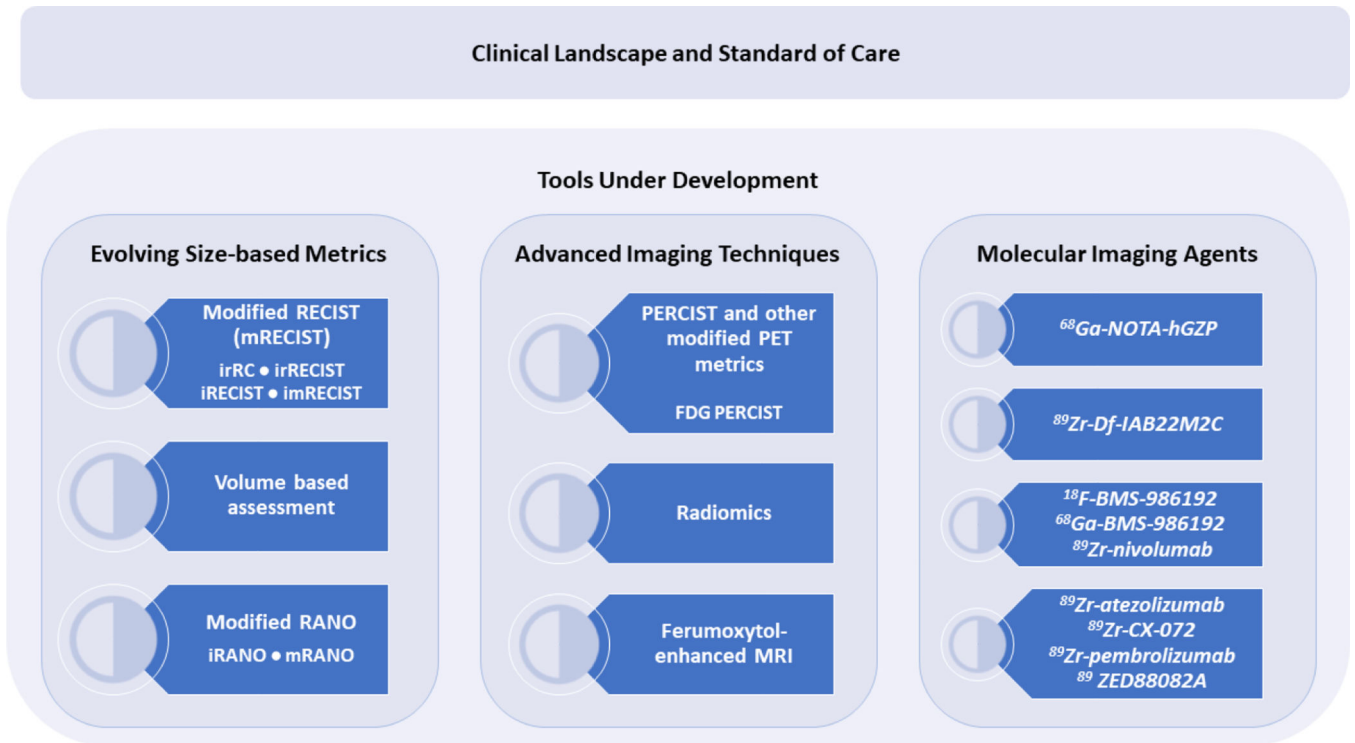 Clinical Landscape and Standard of Care
Tools Under Development
Evolving Size-based Metrics
Modified RECIST
(mRECIST)
irRC ● irRECIST
iRECIST ● imRECIST
Volume based
assessment
Modified RANO
iRANO ● mRANO
Advanced Imaging Techniques
PERCIST and other
modified PET
metrics
FDG PERCIST
Radiomics
Ferumoxytol-
enhanced MRI
Molecular Imaging Agents
⁶⁸Ga-NOTA-hGZP
⁸⁹Zr-Df-IAB22M2C
¹⁸F-BMS-986192
⁶⁸Ga-BMS-986192
⁸⁹Zr-nivolumab
⁸⁹Zr-atezolizumab
⁸⁹Zr-CX-072
⁸⁹Zr-pembrolizumab
⁸⁹ ZED88082A